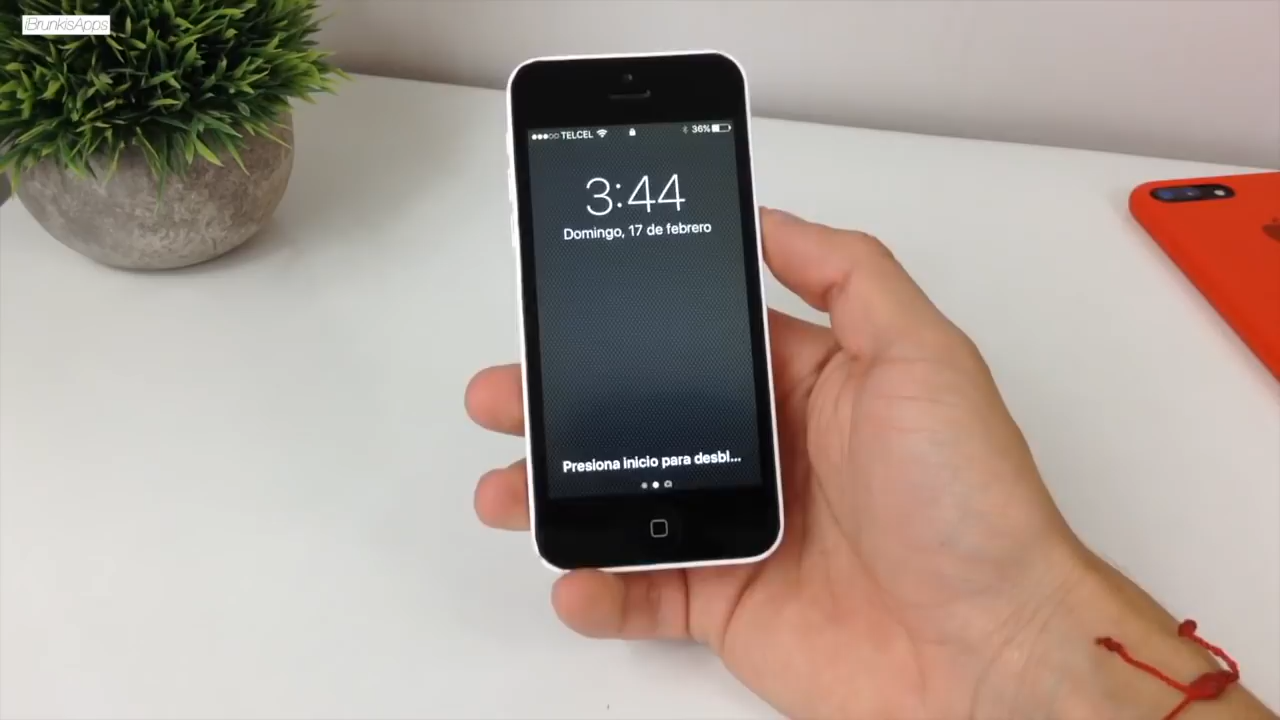 iBrunkisApps
TELCEL 36%
3:44
Domingo, 17 de febrero
Presiona inicio para desbl...